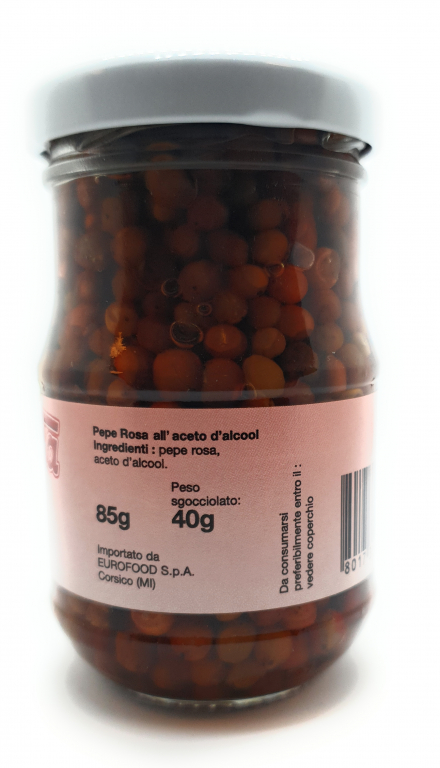 Pepe Rosa all' aceto d'alcool
Ingredienti : pepe rosa,
aceto d'alcool.
85g
Peso
sgocciolato:
40g
Importato da
EUROFOOD S.p.A.
Corsico (MI)
Da consumarsi
preferibilmente entro il :
vedere coperchio